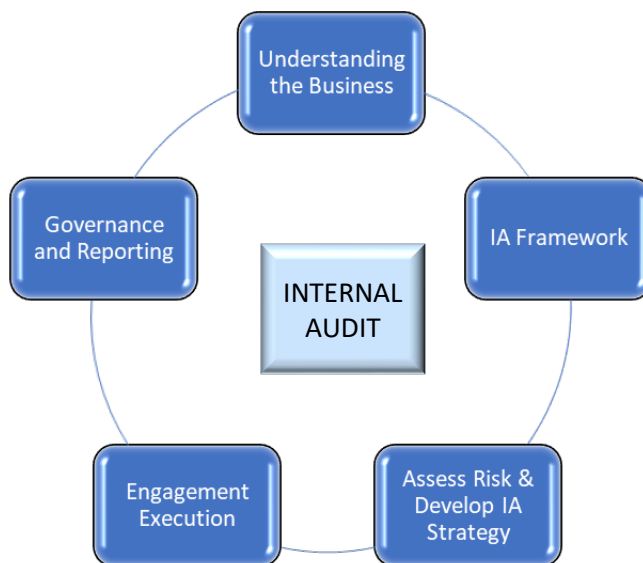 Understanding
the Business
IA Framework
Assess Risk &
Develop IA
Strategy
Engagement
Execution
Governance
and Reporting
INTERNAL
AUDIT